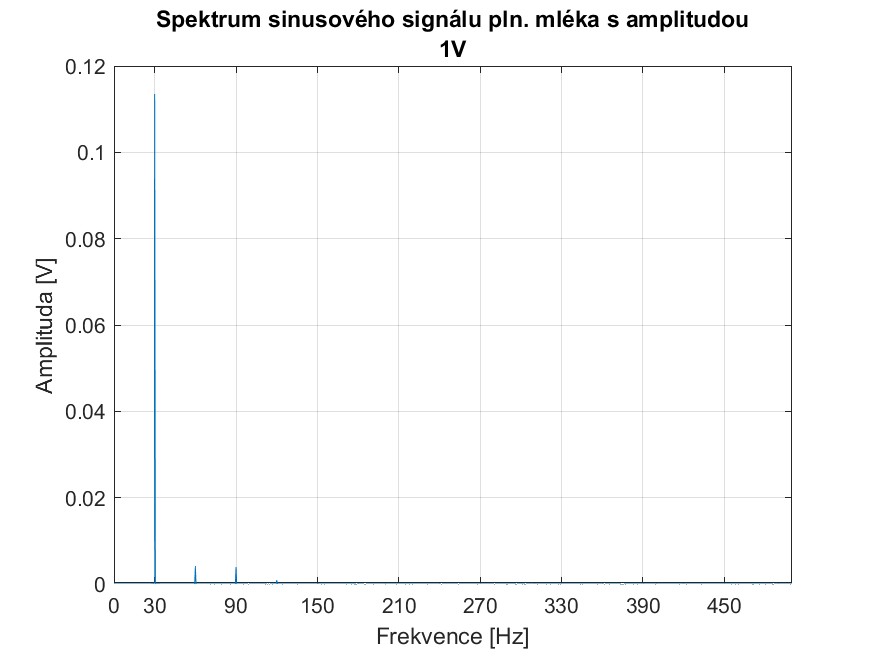 Spektrum sinusového signálu pln. mléka s amplitudou
1V
0.12
0.1
0.08
0.06
0.04
0.02
0
Amplituda [V]
0 30 90 150 210 270 330 390 450
Frekvence [Hz]